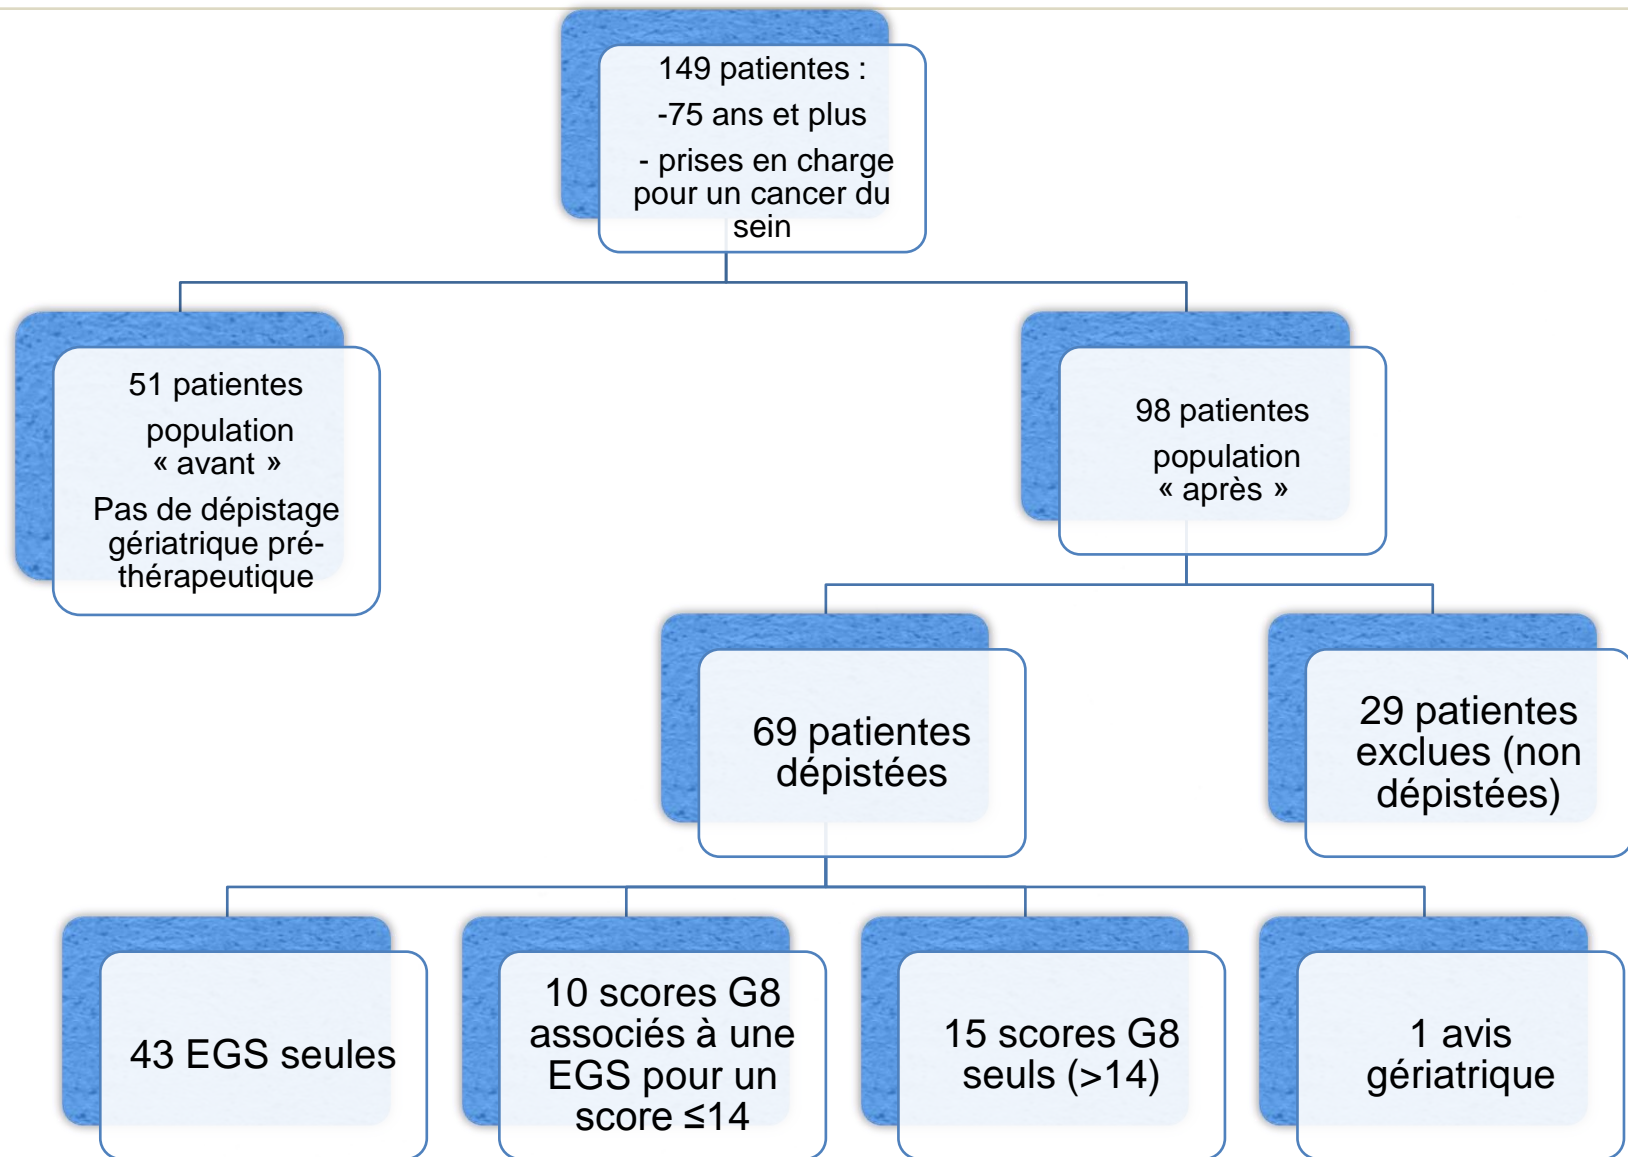 149 patientes :
-75 ans et plus
- prises en charge
pour un cancer du
sein
51 patientes
population
« avant »
Pas de dépistage
gériatrique pré-
thérapeutique
98 patientes
population
« après »
69 patientes
dépistées
29 patientes
exclues (non
dépistées)
43 EGS seules
10 scores G8
associés à une
EGS pour un
score ≤14
15 scores G8
seuls (>14)
1 avis
gériatrique